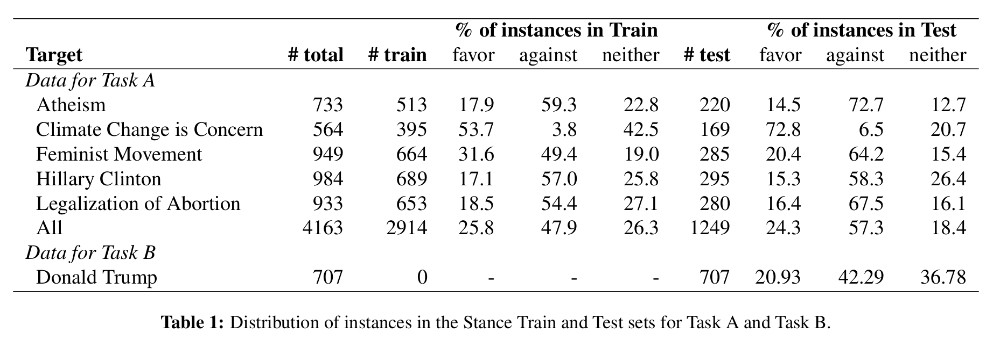 % of instances in Train % of instances in Test
Target # total # train favor against neither # test favor against neither
Data for Task A
Atheism 733 513 17.9 59.3 22.8 220 14.5 72.7 12.7
Climate Change is Concern 564 395 53.7 3.8 42.5 169 72.8 6.5 20.7
Feminist Movement 949 664 31.6 49.4 19.0 285 20.4 64.2 15.4
Hillary Clinton 984 689 17.1 57.0 25.8 295 15.3 58.3 26.4
Legalization of Abortion 933 653 18.5 54.4 27.1 280 16.4 67.5 16.1
All 4163 2914 25.8 47.9 26.3 1249 24.3 57.3 18.4
Data for Task B
Donald Trump 707 0 - - - 707 20.93 42.29 36.78
Table 1: Distribution of instances in the Stance Train and Test sets for Task A and Task B.